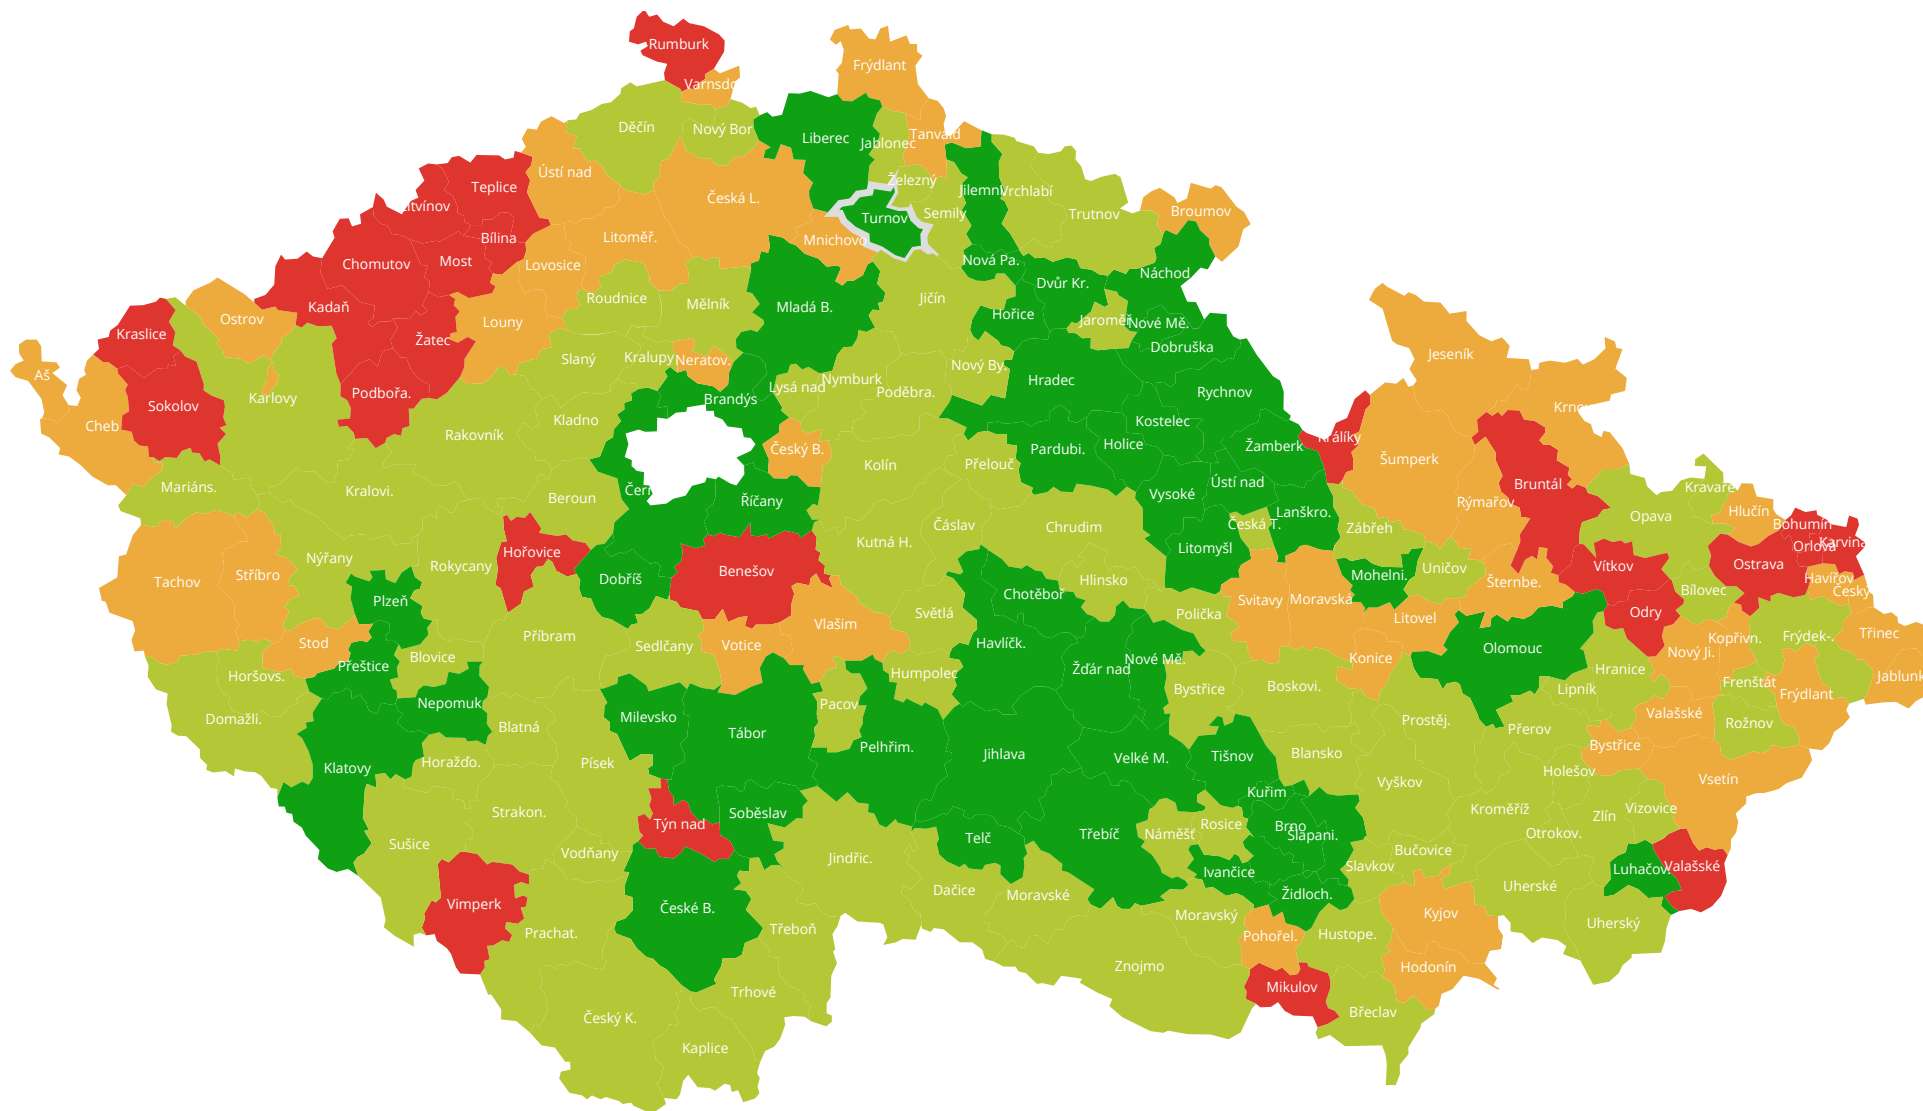 Rumburk
Frýdlant
Varnsdo
Děčín
Nový Bor
Liberec
Jablonec
Tanvald
Ústí nad
Teplice
Železný
Jilemni
Vrchlabí
Česká L.
itvínov
Turnov
Semily
Trutnov
Broumov
Bílina
Litoměř.
Mnichovo
Most
Chomutov
Lovosice
Nová Pa.
Náchod
Dvůr Kr.
Roudnice
Mělník
Jičín
Kadaň
Mladá B.
Hořice
Ostrov
Louny
Jaroměř
Nové Mě.
Kraslice
Žatec
Dobruška
Slaný
Kralupy
Neratov.
Jeseník
Aš
Nový By.
Nymburk
Hradec
Lysá nad
Podbořa.
Karlovy
Poděbra.
Rychnov
Brandýs
Sokolov
Krnov
Kladno
Kostelec
Cheb
Rakovník
Králíky
Holice
Žamberk
Český B.
Pardubi.
Šumperk
Kolín
Přelouč
Ústí nad
Bruntál
Mariáns.
Kralovi.
Čern
Kravaře
Vysoké
Beroun
Říčany
Rýmařov
Lanškro.
Hlučín
Opava
Čáslav
Chrudim
Česká T.
Bohumín
Zábřeh
Kutná H.
Karviná
Orlová
Litomyšl
Hořovice
Nýřany
Rokycany
Ostrava
Vítkov
Uničov
Benešov
Mohelni.
Stříbro
Dobříš
Hlinsko
Havířov
Tachov
Šternbe.
Bílovec
Český
Chotěbor
Plzeň
Svitavy
Moravská
Světlá
Odry
Polička
Litovel
Vlašim
Třinec
Příbram
Frýdek-.
Kopřivn.
Stod
Havlíčk.
Votice
Sedlčany
Olomouc
Nový Ji.
Blovice
Konice
Nové Mě.
Přeštice
Žďár nad
Hranice
Humpolec
Horšovs.
Jablunk
Frenštát
Boskovi.
Bystřice
Lipník
Frýdlant
Nepomuk
Pacov
Valašské
Milevsko
Domažli.
Prostěj.
Rožnov
Blatná
Přerov
Tábor
Bystřice
Pelhřim.
Jihlava
Blansko
Tišnov
Velké M.
Horažďo.
Písek
Klatovy
Holešov
Vsetín
Vyškov
Kuřim
Vizovice
Kroměříž
Strakon.
Soběslav
Zlín
Týn nad
Rosice
Brno
Třebíč
Náměšť
Otrokov.
Šlapani.
Telč
Sušice
Bučovice
Vodňany
Jindřic.
Slavkov
Valašské
Luhačov.
Ivančice
Uherské
Dačice
Židloch.
Moravské
Vimperk
České B.
Kyjov
Moravský
Uherský
Třeboň
Prachat.
Hustope.
Pohořel.
Znojmo
Hodonín
Mikulov
Trhové
Břeclav
Český K.
Kaplice